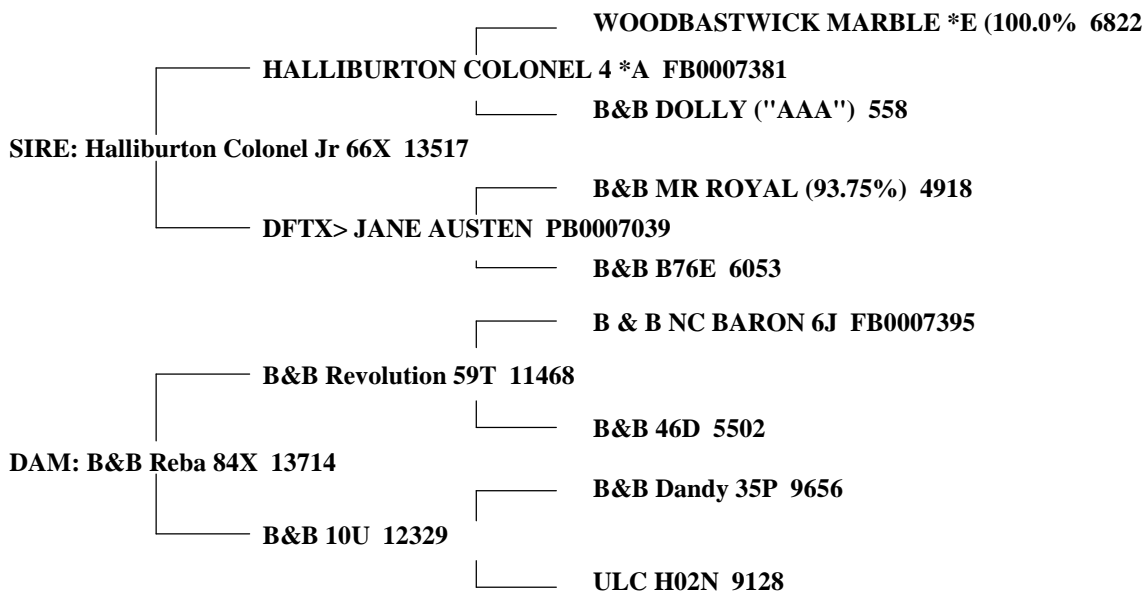 WOODBASTWICK MARBLE *E (100.0%  6822
HALLIBURTON COLONEL 4 *A  FB0007381
B&B DOLLY ("AAA")  558
SIRE: Halliburton Colonel Jr 66X  13517
B&B MR ROYAL (93.75%)  4918
DFTX> JANE AUSTEN  PB0007039
B&B B76E  6053
B & B NC BARON 6J  FB0007395
B&B Revolution 59T  11468
B&B 46D  5502
DAM: B&B Reba 84X  13714
B&B Dandy 35P  9656
B&B 10U  12329
ULC H02N  9128